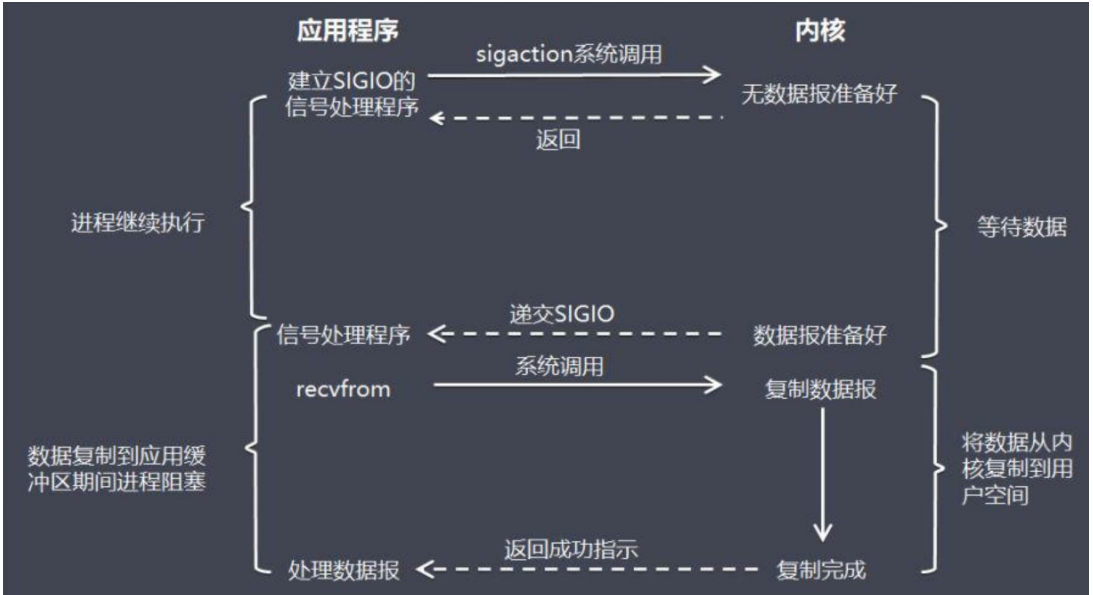 应用程序
内核
sigaction系统调用
建立SIGIO的
信号处理程序
无数据报准备好
返回
进程继续执行
等待数据
递交SIGIO
信号处理程序
数据报准备好
系统调用
recvfrom
复制数据报
数据复制到应用缓
冲区期间进程阻塞
将数据从内
核复制到用
户空间
返回成功指示
处理数据报
复制完成